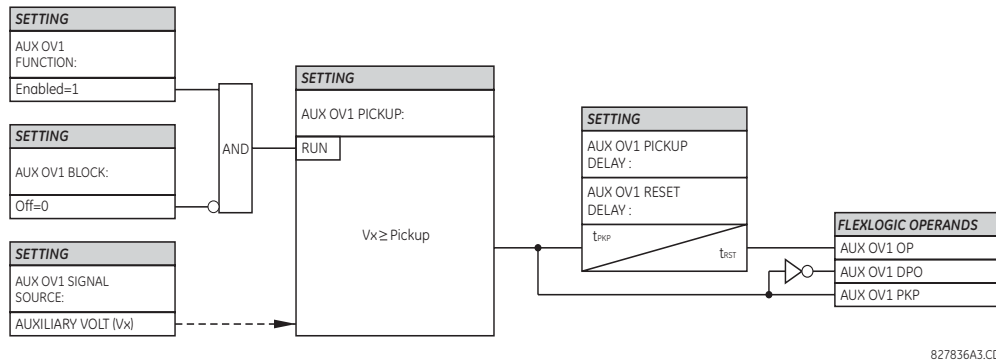 SETTING
AUX OV1
FUNCTION:
Enabled=1
SETTING
AUX OV1 BLOCK:
Off=0
SETTING
AUX OV1 SIGNAL
SOURCE:
AUXILIARY VOLT (Vx)
AND
SETTING
AUX OV1 PICKUP:
RUN
Vx ≥ Pickup
SETTING
AUX OV1 PICKUP
DELAY :
AUX OV1 RESET
DELAY :
tPKP
tRST
FLEXLOGIC OPERANDS
AUX OV1 OP
AUX OV1 DPO
AUX OV1 PKP